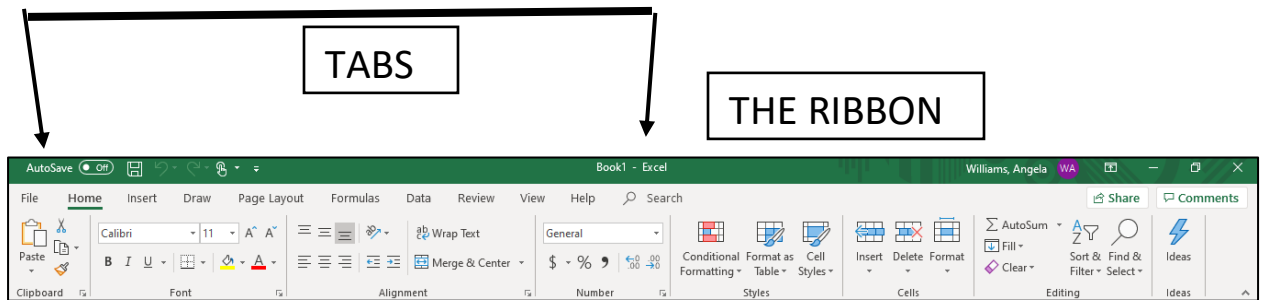 TABS
THE RIBBON
AutoSave Off Book1 - Excel Williams, Angela WA
File Home Insert Draw Page Layout Formulas Data Review View Help Search Share Comments
Calibri 11 A^ Aˇ ab Wrap Text General Conditional Format as Cell Insert Delete Format AutoSum A Z Sort & Find & Ideas
Paste B I U A Merge & Center $ % , .00 Formatting Table Styles Fill Filter Select
Clear
Clipboard Font Alignment Number Styles Cells Editing Ideas